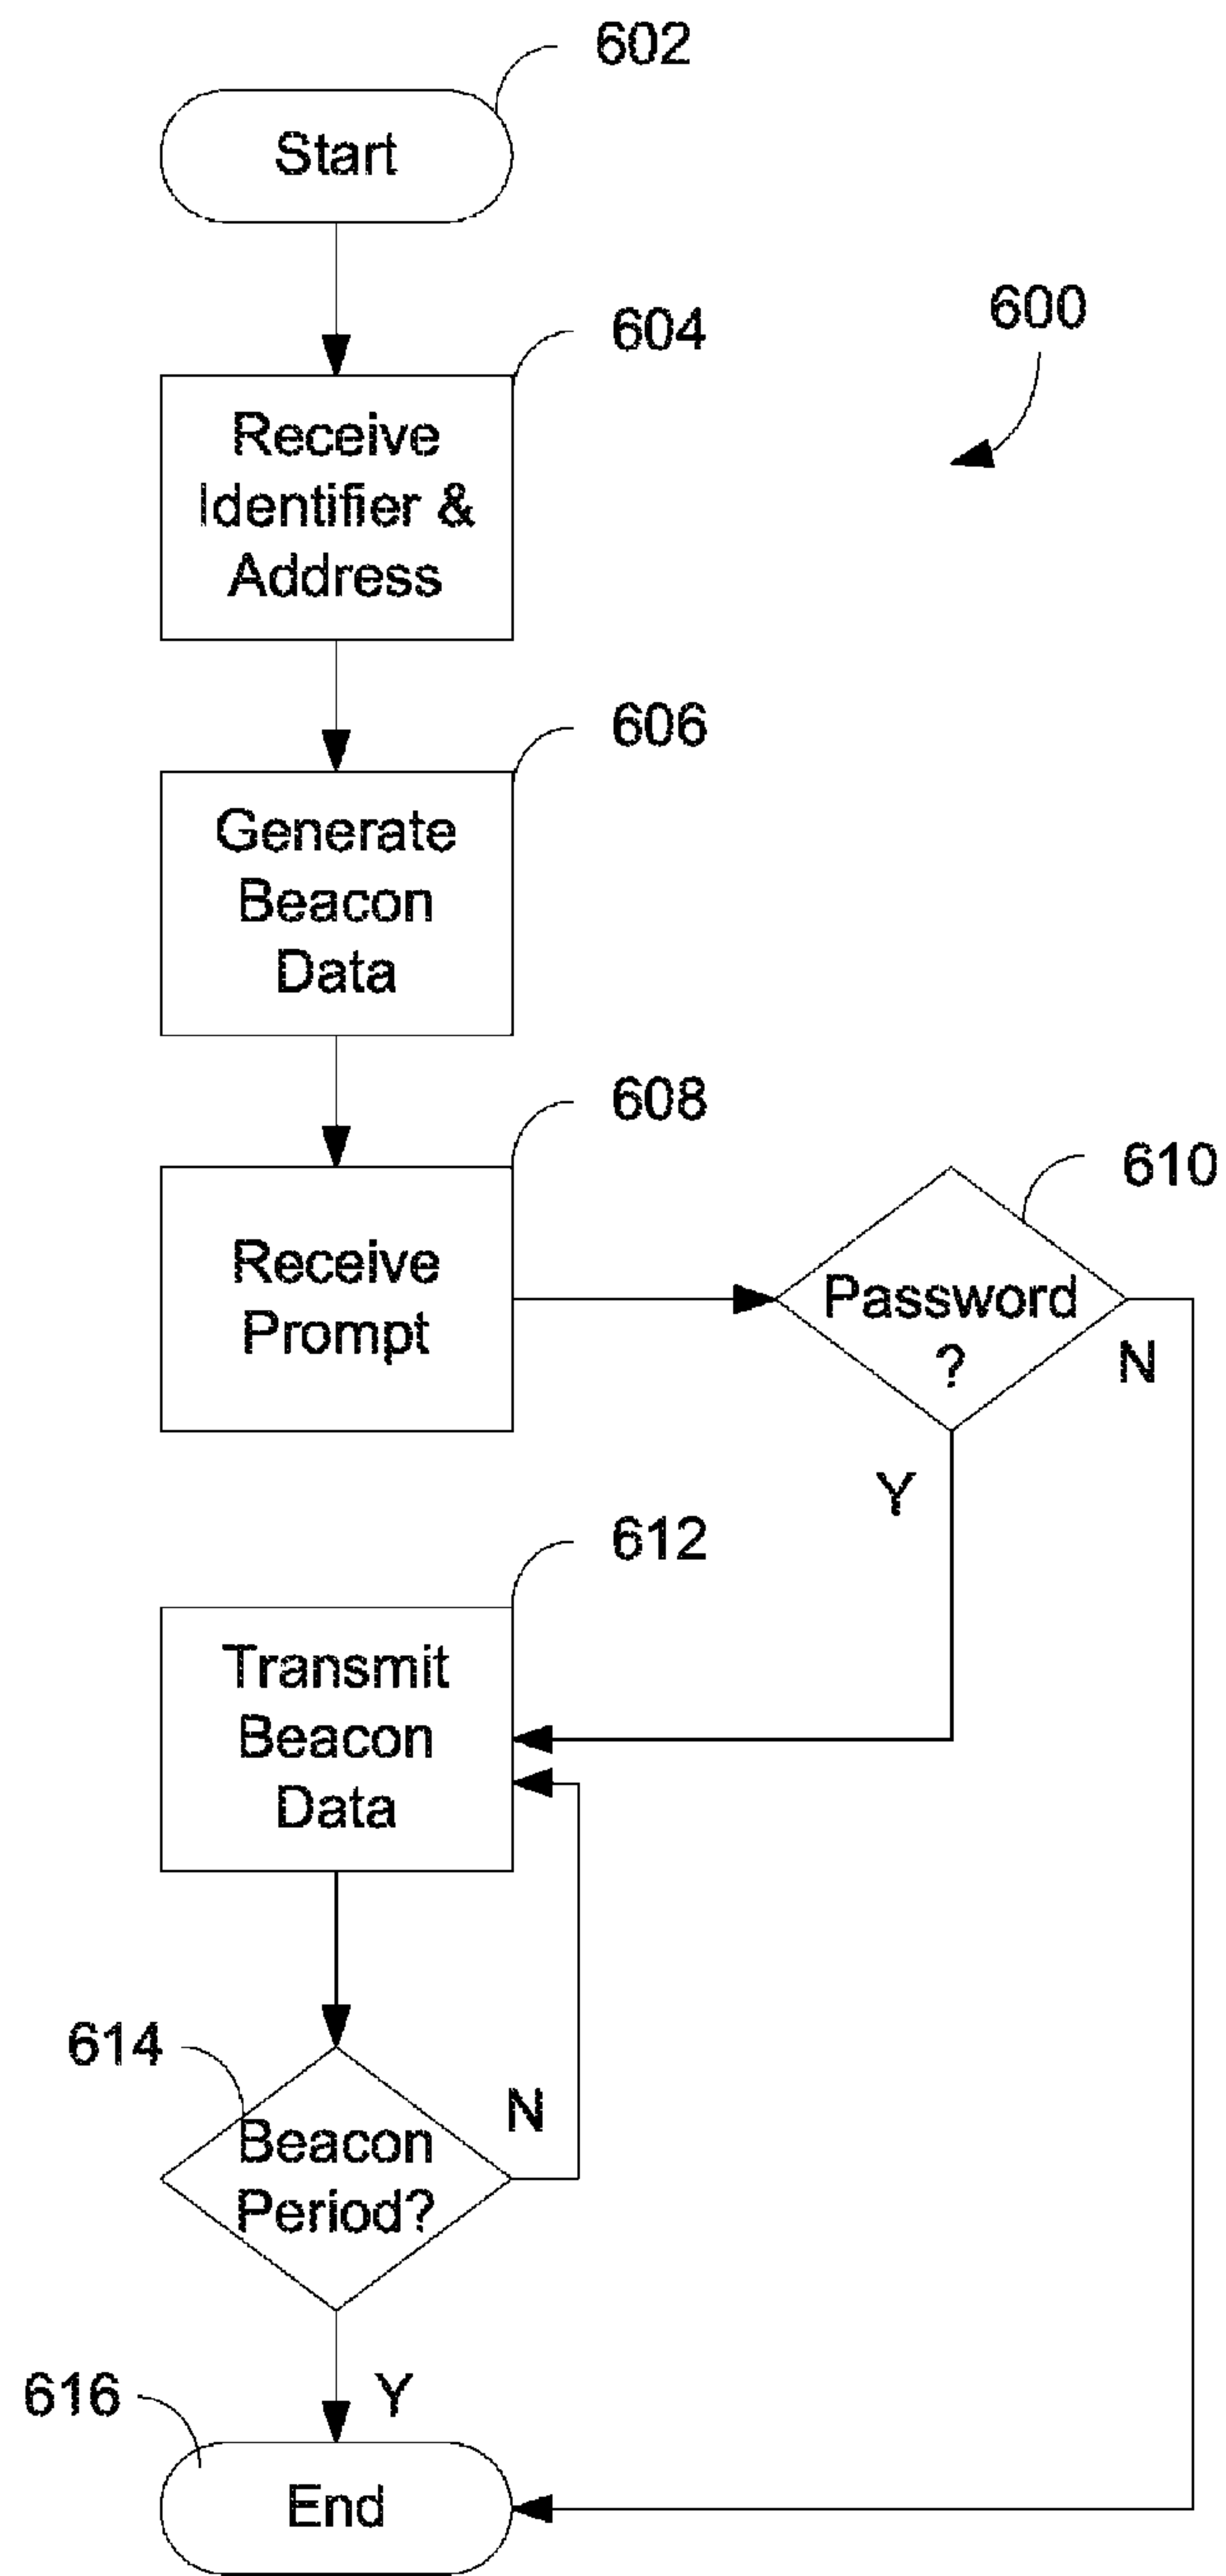 602
Start
600
604
Receive
Identifier &
Address
606
Generate
Beacon
Data
608
Receive
Prompt
610
Password
?
N
Y
612
Transmit
Beacon
Data
614
Beacon
Period?
N
Y
616
End